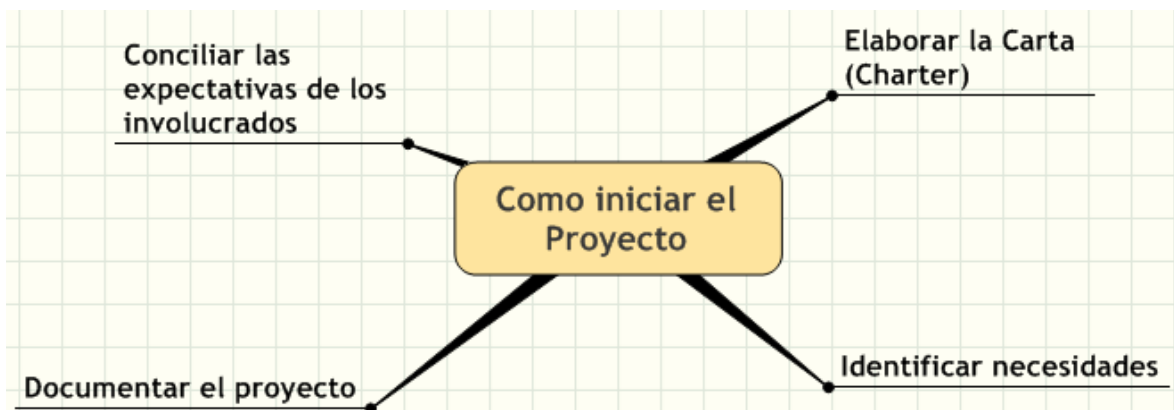 Conciliar las
expectativas de los
involucrados
Elaborar la Carta
(Charter)
Como iniciar el
Proyecto
Documentar el proyecto
Identificar necesidades